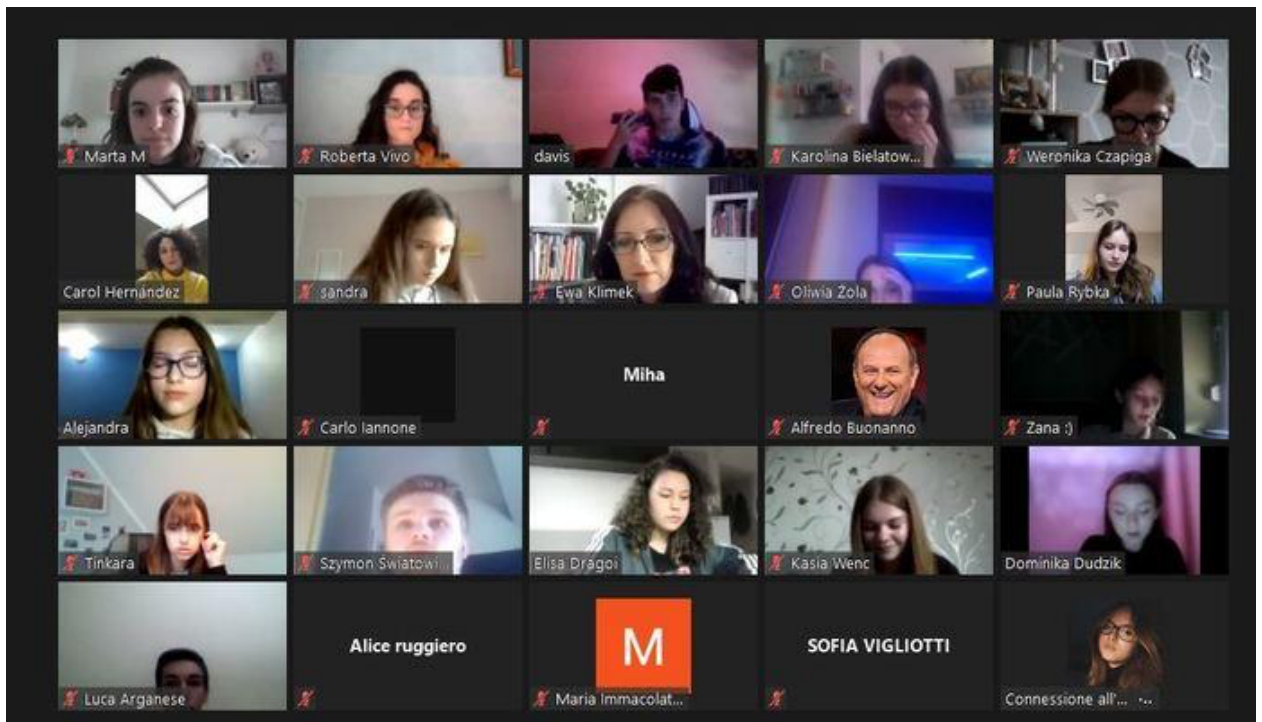 Marta M
Roberta Vivo
davis
Karolina Bielatow...
Weronika Czapiga
Carol Hernández
sandra
Ewa Klimek
Oliwia Zola
Paula Rybka
Alejandra
Carlo Iannone
Miha
Alfredo Buonanno
Zana :)
Tinkara
Szymon Światowi...
Elisa Dragoi
Kasia Wenc
Dominika Dudzik
Luca Arganese
Alice ruggiero
M
Maria Immacolat...
SOFIA VIGLIOTTI
Connessione all'...